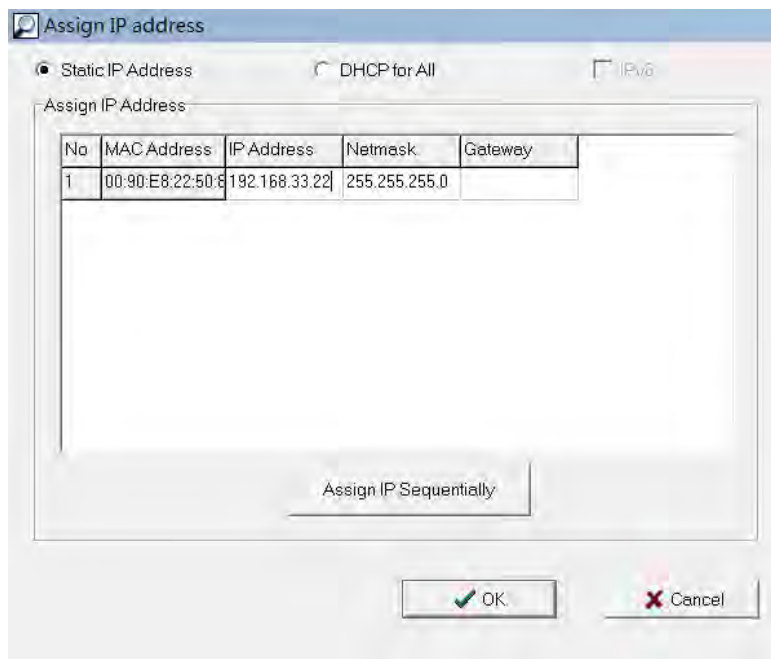 Assign IP address
Static IP Address DHCP for All IPv6
Assign IP Address
No MAC Address IP Address Netmask Gateway
1 00:90:E8:22:50:8 192.168.33.22 255.255.255.0
Assign IP Sequentially
OK Cancel